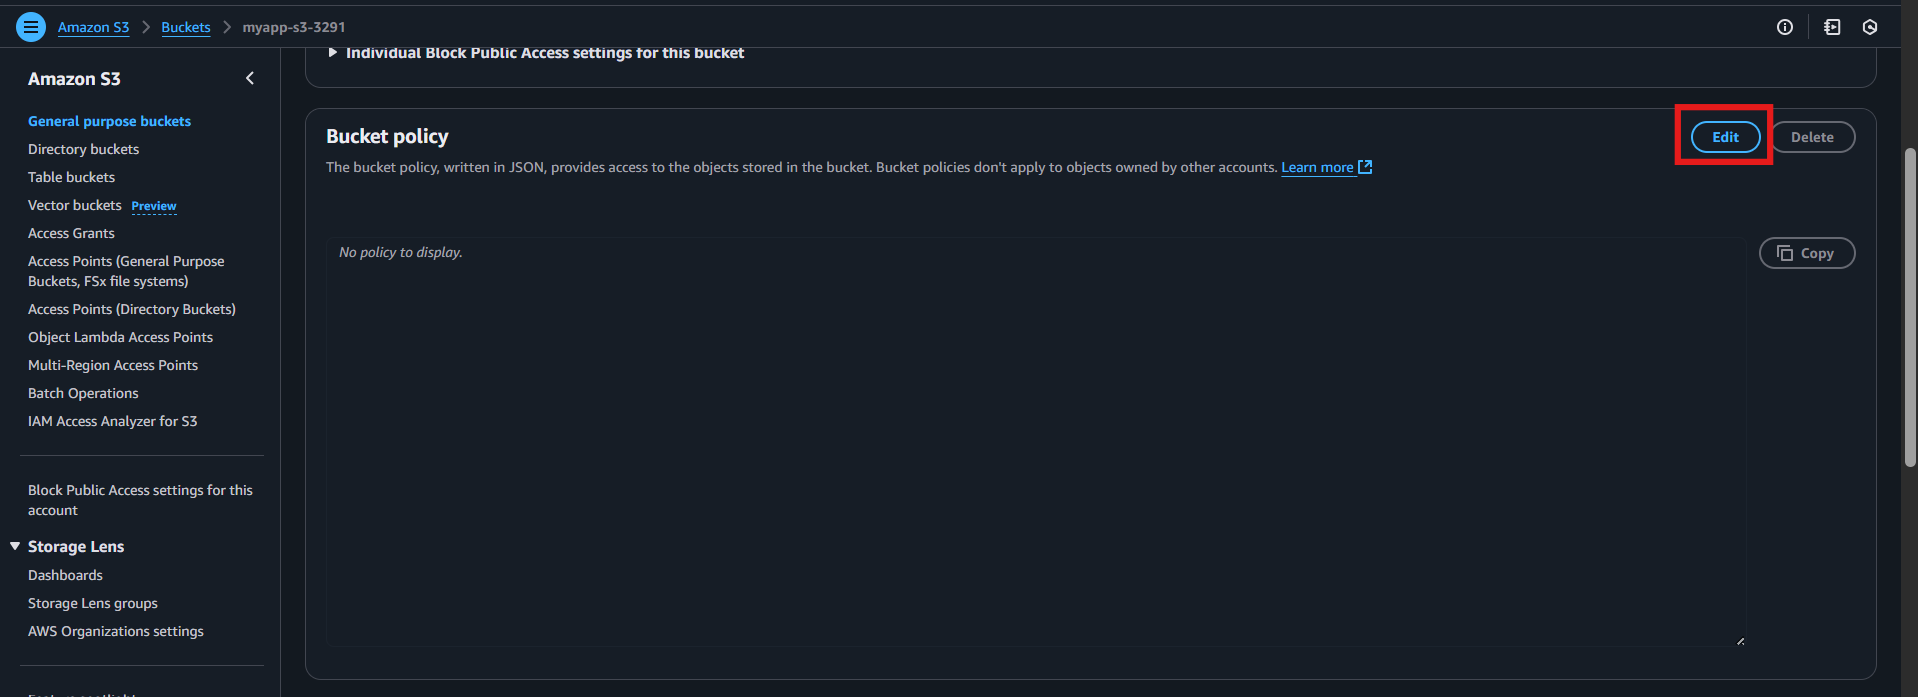 Amazon S3 > Buckets > myapp-s3-3291
Individual Block Public Access settings for this bucket
Amazon S3
General purpose buckets
Directory buckets
Table buckets
Vector buckets Preview
Access Grants
Access Points (General Purpose
Buckets, FSx file systems)
Access Points (Directory Buckets)
Object Lambda Access Points
Multi-Region Access Points
Batch Operations
IAM Access Analyzer for S3
Block Public Access settings for this
account
Storage Lens
Dashboards
Storage Lens groups
AWS Organizations settings
Bucket policy
Edit
Delete
The bucket policy, written in JSON, provides access to the objects stored in the bucket. Bucket policies don't apply to objects owned by other accounts. Learn more
No policy to display.
Copy